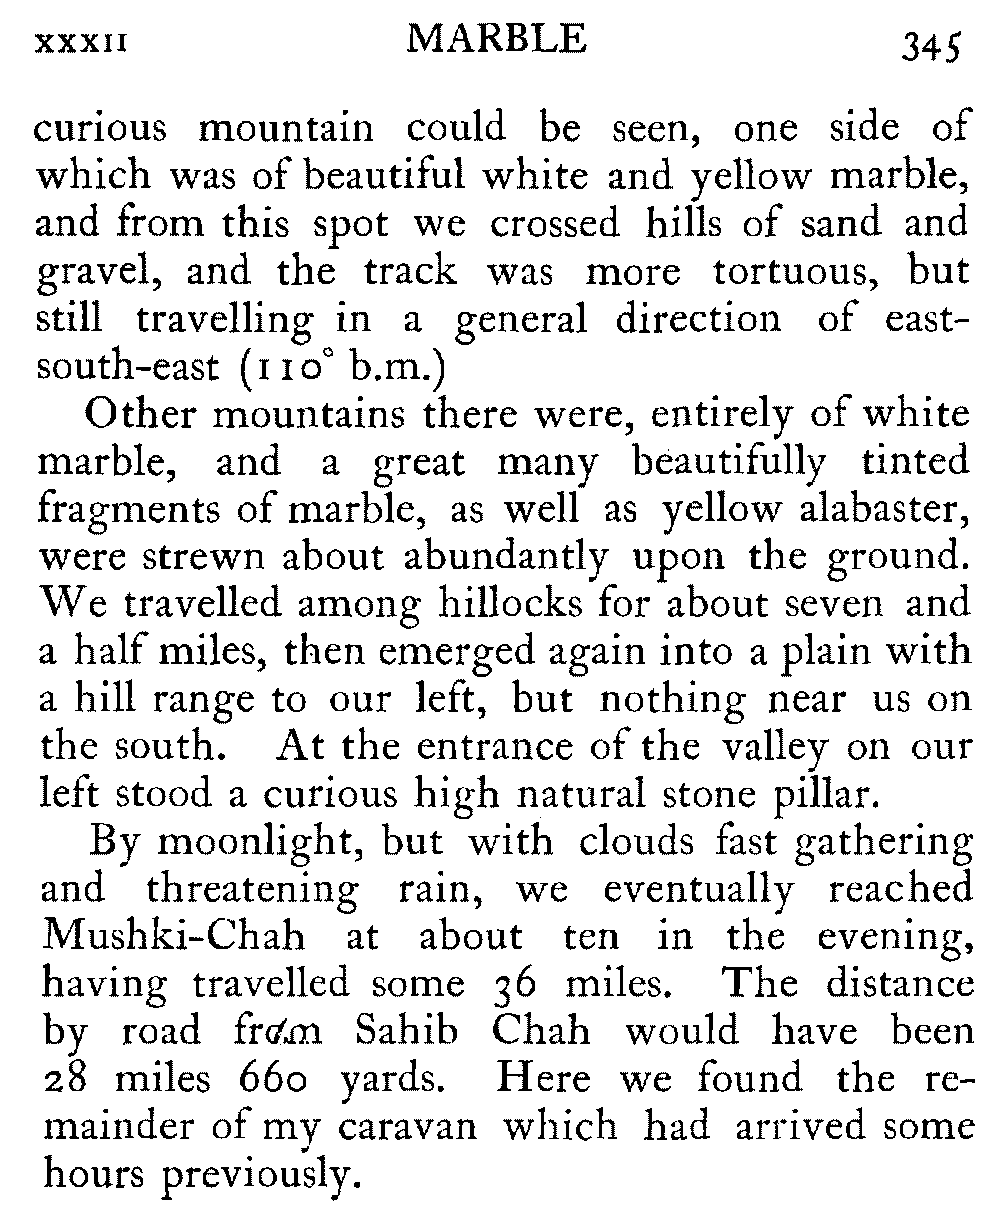 XXXII MARBLE 345
curious mountain could be seen, one side of
which was of beautiful white and yellow marble,
and from this spot we crossed hills of sand and
gravel, and the track was more tortuous, but
still travelling in a general direction of east-
south-east (110° b.m.)
Other mountains there were, entirely of white
marble, and a great many beautifully tinted
fragments of marble, as well as yellow alabaster,
were strewn about abundantly upon the ground.
We travelled among hillocks for about seven and
a half miles, then emerged again into a plain with
a hill range to our left, but nothing near us on
the south. At the entrance of the valley on our
left stood a curious high natural stone pillar.
By moonlight, but with clouds fast gathering
and threatening rain, we eventually reached
Mushki-Chah at about ten in the evening,
having travelled some 36 miles. The distance
by road from Sahib Chah would have been
28 miles 660 yards. Here we found the re-
mainder of my caravan which had arrived some
hours previously.